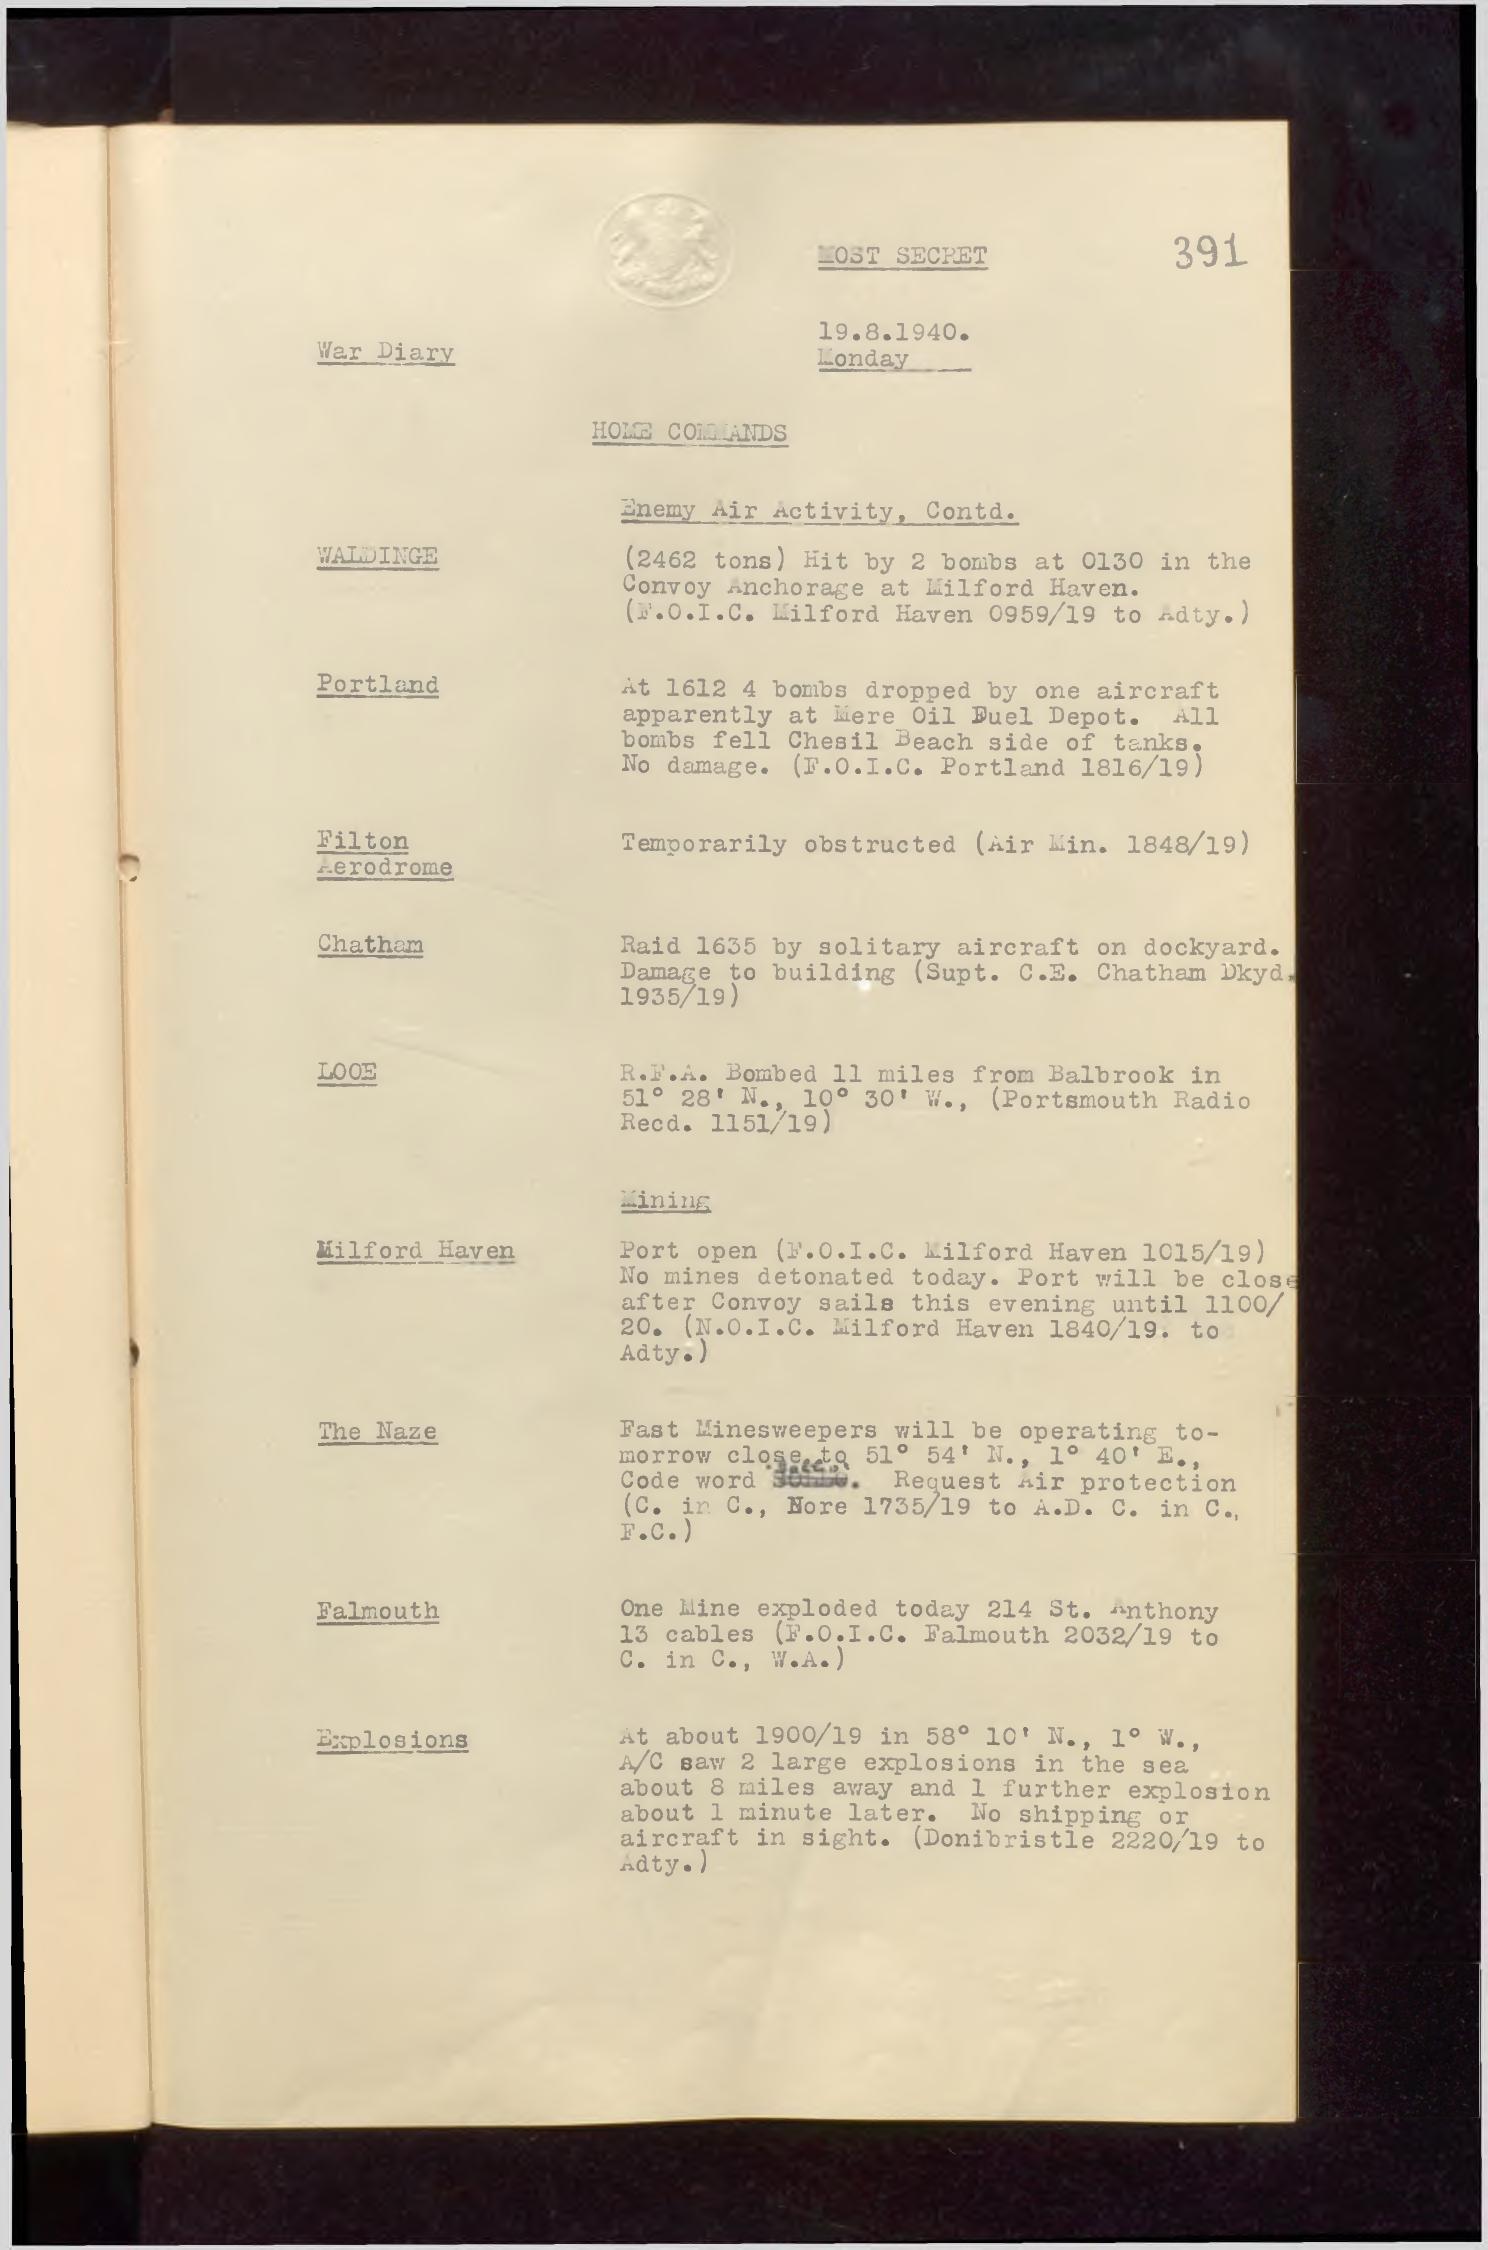 MOST SECRET
391
19.8.1940.
War Diary
Monday
HOME COMMANDS
Enemy Air Activity, Contd.
WALDINGE
(2462 tons) Hit by 2 bombs at 0130 in the
Convoy Anchorage at Milford Haven.
(F.O.I.C. Milford Haven 0959/19 to Adty.)
Portland
At 1612 4 bombs dropped by one aircraft
apparently at Mere Oil Fuel Depot. All
bombs fell Chesil Beach side of tanks.
No damage. (F.O.I.C. Portland 1816/19)
Filton
Aerodrome
Temporarily obstructed (Air Min. 1848/19)
Chatham
Raid 1635 by solitary aircraft on dockyard.
Damage to building (Supt. C.E. Chatham Dkyd.
1935/19)
LOOE
R.F.A. Bombed 11 miles from Balbrook in
51° 28' N., 10° 30' W., (Portsmouth Radio
Recd. 1151/19)
Mining
Milford Haven
Port open (F.O.I.C. Milford Haven 1015/19)
No mines detonated today. Port will be close
after Convoy sails this evening until 1100/
20. (N.O.I.C. Milford Haven 1840/19. to
Adty.)
The Naze
Fast Minesweepers will be operating to-
morrow close to 51° 54' N., 1° 40' E.,
Code word . Request Air protection
(C. in C., Nore 1735/19 to A.D. C. in C.,
F.C.)
Falmouth
One Mine exploded today 214 St. Anthony
13 cables (F.O.I.C. Falmouth 2032/19 to
C. in C., W.A.)
Explosions
At about 1900/19 in 58° 10' N., 1° W.,
A/C saw 2 large explosions in the sea
about 8 miles away and 1 further explosion
about 1 minute later. No shipping or
aircraft in sight. (Donibristle 2220/19 to
Adty.)